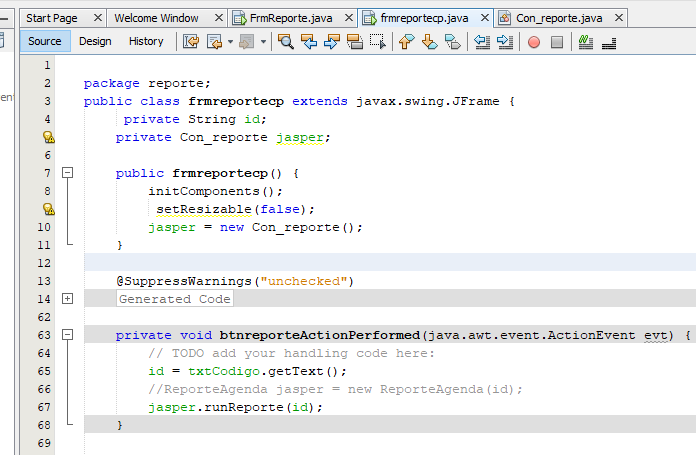 Start Page Welcome Window FrmReporte.java frmreportecp.java Con_reporte.java
Source Design History
1
ent
2 package reporte;
3 public class frmreportecp extends javax.swing.JFrame {
4 private String id;
private Con_reporte jasper;
6
7 public frmreportecp() {
8 initComponents();
setResizable(false);
10 jasper = new Con_reporte();
11 }
12
13 @SuppressWarnings("unchecked")
14 Generated Code
62
63 private void btnreporteActionPerformed(java.awt.event.ActionEvent evt) {
64 // TODO add your handling code here:
65 id = txtCodigo.getText();
66 //ReporteAgenda jasper = new ReporteAgenda(id);
67 jasper.runReporte(id);
68 }
69